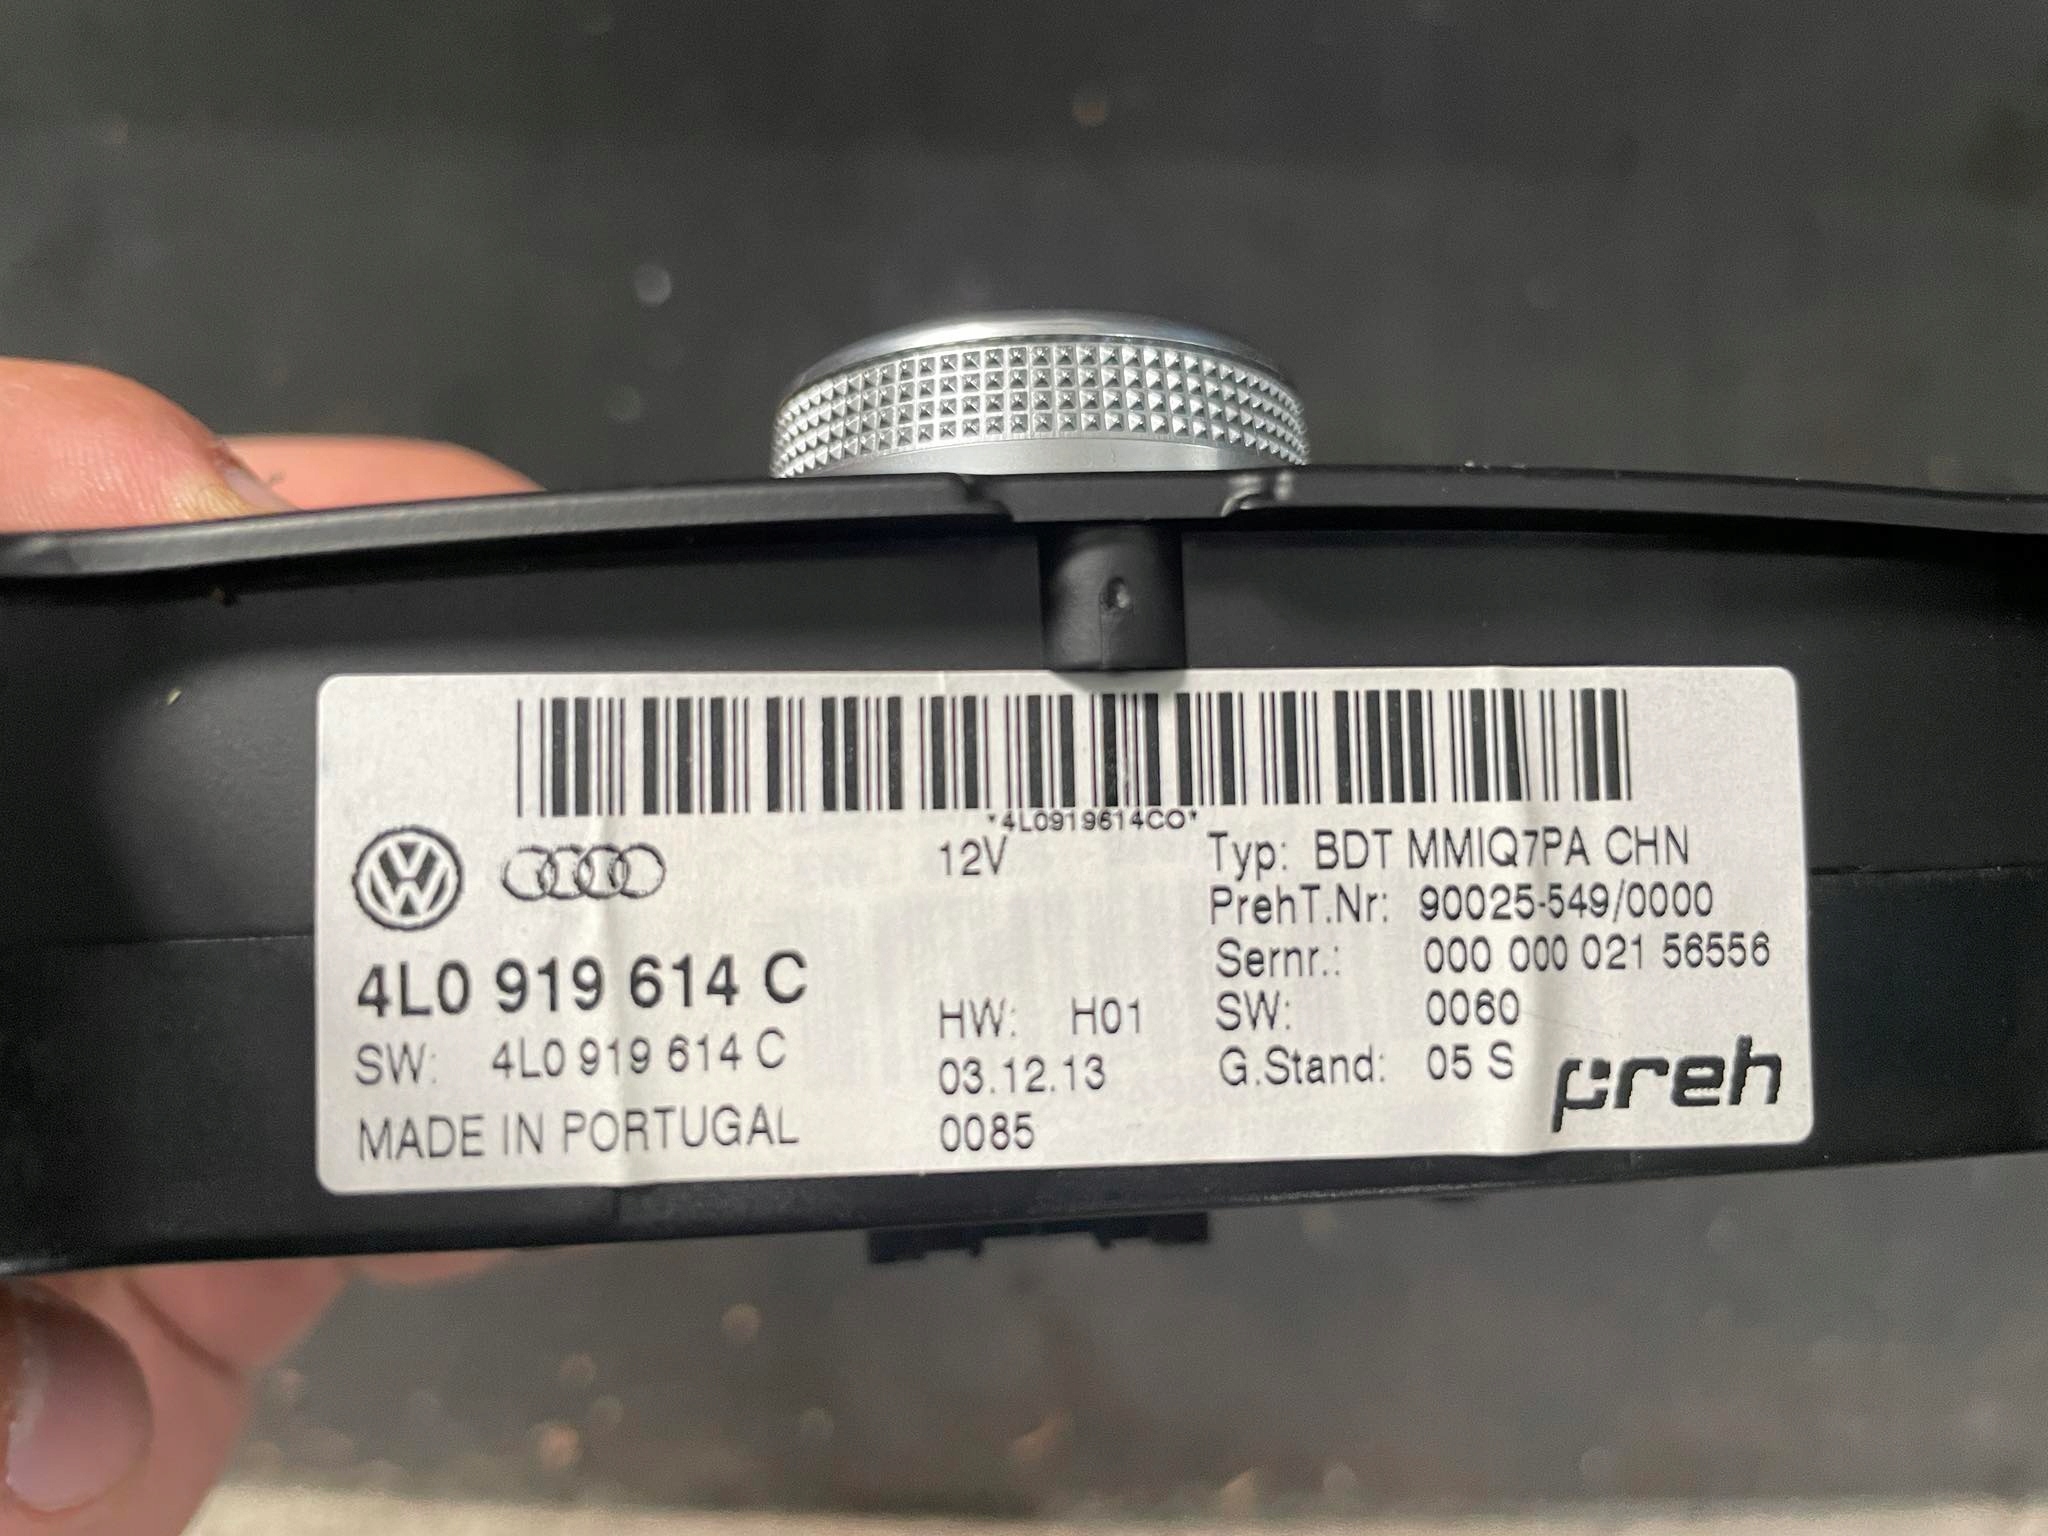 *4L0919614CO*
12V
Typ: BDT MMIQ7PA CHN
PrehT.Nr: 90025-549/0000
4L0 919 614 C
Sernr.: 000 000 021 56556
HW: H01
SW: 0060
SW: 4L0 919 614 C
03.12.13
G.Stand: 05 S
preh
MADE IN PORTUGAL
0085